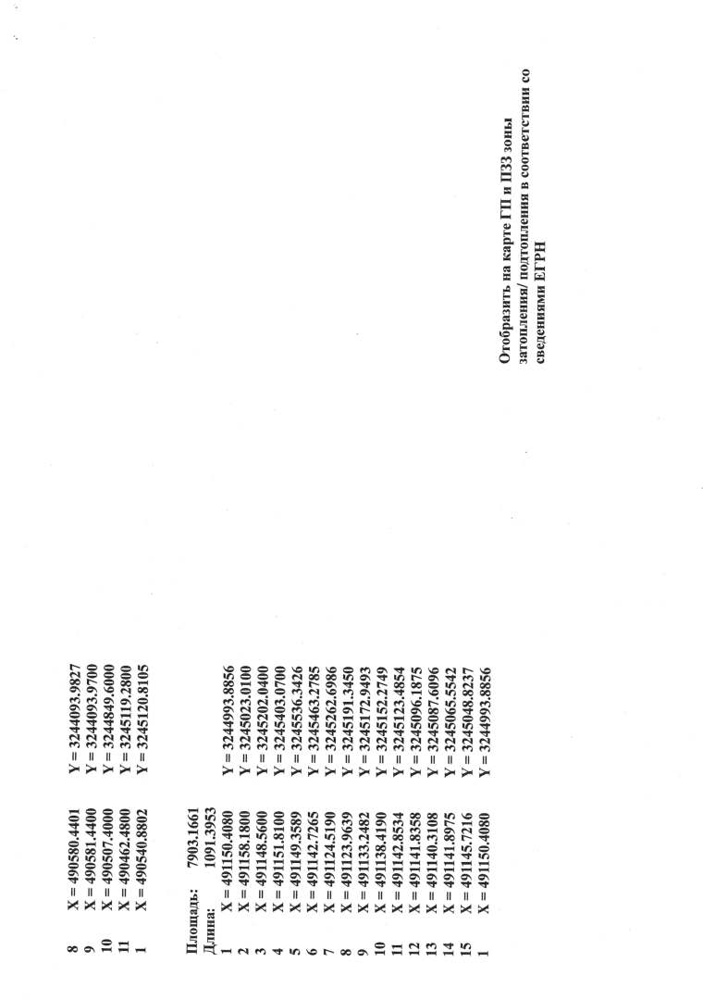 8 X = 490580.4401 Y = 3244093.9827
9 X = 490581.4400 Y = 3244093.9700
10 X = 490507.4000 Y = 3244849.6000
11 X = 490462.4800 Y = 3245119.2800
1 X = 490540.8802 Y = 3245120.8105
Площадь: 7903.1661
Длина: 1091.3953
1 X = 491150.4080 Y = 3244993.8856
2 X = 491158.1800 Y = 3245023.0100
3 X = 491148.5600 Y = 3245202.0400
4 X = 491151.8100 Y = 3245403.0700
5 X = 491149.3589 Y = 3245536.3426
6 X = 491142.7265 Y = 3245463.2785
7 X = 491124.5190 Y = 3245262.6986
8 X = 491123.9639 Y = 3245191.3450
9 X = 491133.2482 Y = 3245172.9493
10 X = 491138.4190 Y = 3245152.2749
11 X = 491142.8534 Y = 3245123.4854
12 X = 491141.8358 Y = 3245096.1875
13 X = 491140.3108 Y = 3245087.6096
14 X = 491141.8975 Y = 3245065.5542
15 X = 491145.7216 Y = 3245048.8237
1 X = 491150.4080 Y = 3244993.8856
Отобразить на карте ГП и ПЗЗ зоны
затопления/ подтопления в соответствии со
сведениями ЕГРН